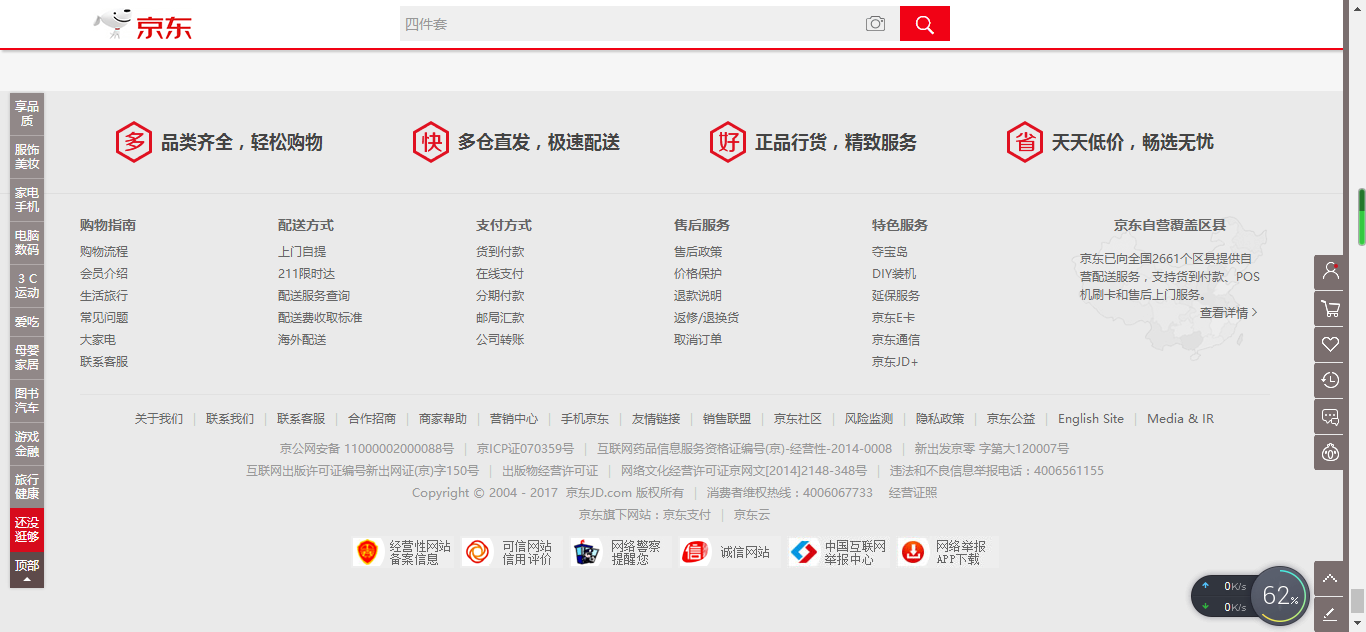 京东
四件套
享品
质
服饰
美妆
家电
手机
电脑
数码
3 C
运动
爱吃
母婴
家居
图书
汽车
游戏
金融
旅行
健康
还没
逛够
顶部
多 品类齐全，轻松购物
快 多仓直发，极速配送
好 正品行货，精致服务
省 天天低价，畅选无忧
购物指南
购物流程
会员介绍
生活旅行
常见问题
大家电
联系客服
配送方式
上门自提
211限时达
配送服务查询
配送费收取标准
海外配送
支付方式
货到付款
在线支付
分期付款
邮局汇款
公司转账
售后服务
售后政策
价格保护
退款说明
返修/退换货
取消订单
特色服务
夺宝岛
DIY装机
延保服务
京东E卡
京东通信
京东JD+
京东自营覆盖区县
京东已向全国2661个区县提供自
营配送服务，支持货到付款、POS
机刷卡和售后上门服务。
查看详情 >
关于我们 | 联系我们 | 联系客服 | 合作招商 | 商家帮助 | 营销中心 | 手机京东 | 友情链接 | 销售联盟 | 京东社区 | 风险监测 | 隐私政策 | 京东公益 | English Site | Media & IR
京公网安备 11000002000088号 | 京ICP证070359号 | 互联网药品信息服务资格证编号(京)-经营性-2014-0008 | 新出发京零 字第大120007号
互联网出版许可证编号新出网证(京)字150号 | 出版物经营许可证 | 网络文化经营许可证京网文[2014]2148-348号 | 违法和不良信息举报电话：4006561155
Copyright © 2004 - 2017 京东JD.com 版权所有 | 消费者维权热线：4006067733 经营证照
京东旗下网站：京东支付 | 京东云
经营性网站
备案信息
可信网站
信用评价
网络警察
提醒您
诚信网站
中国互联网
举报中心
网络举报
APP下载
0K/s
0K/s
62%